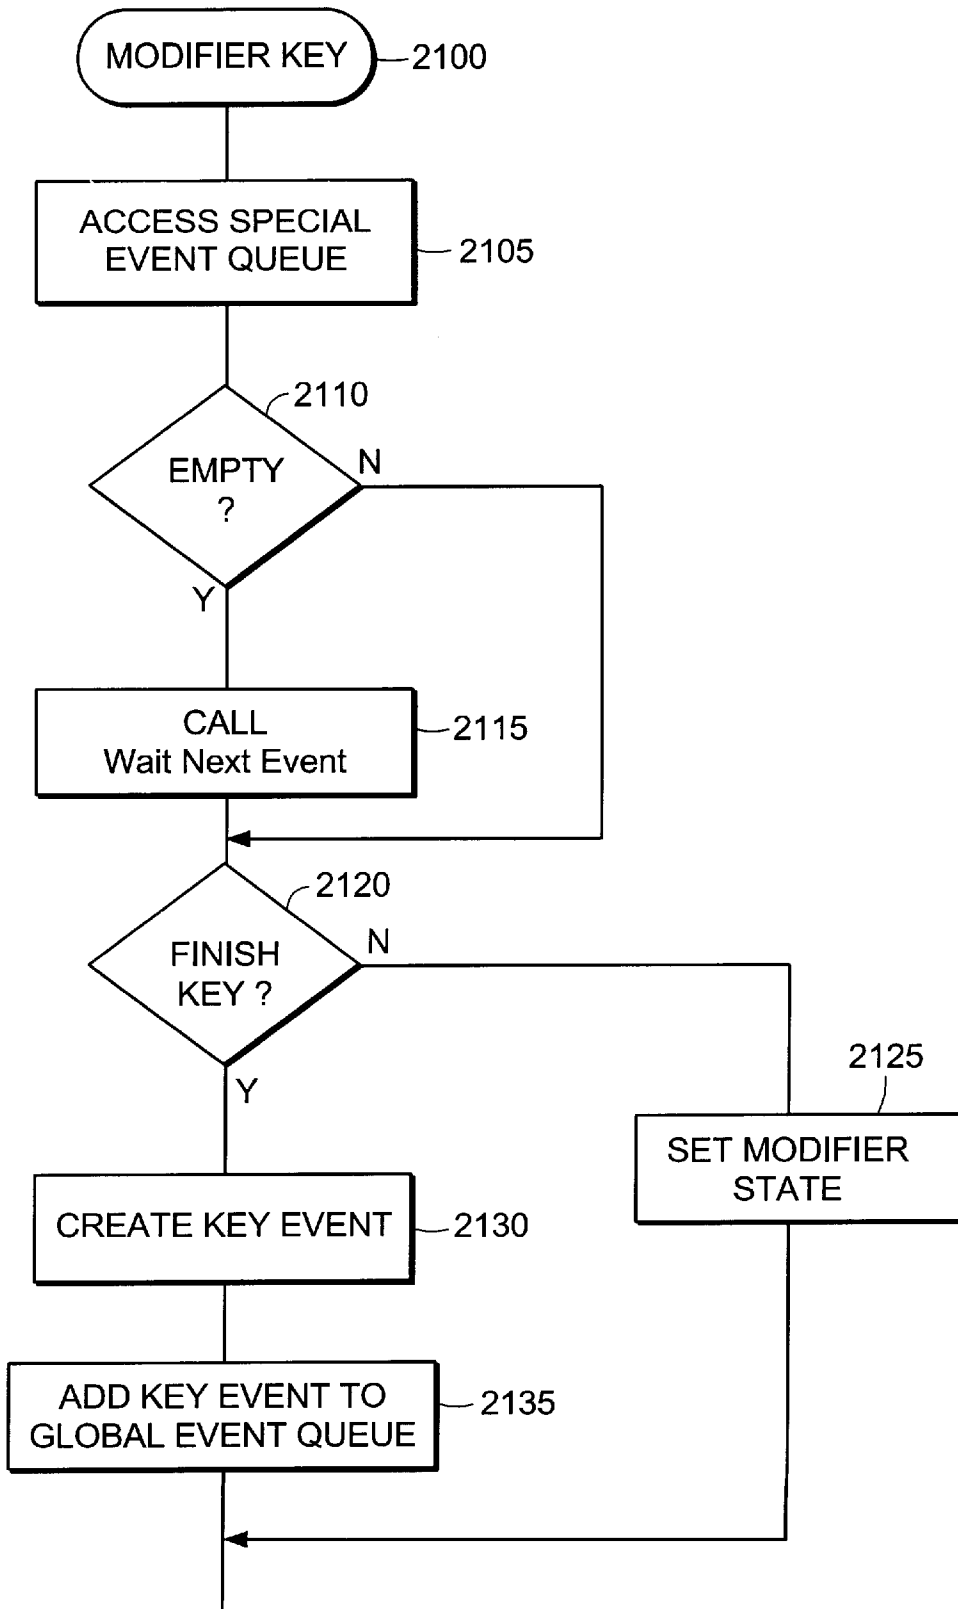 MODIFIER KEY
2100
ACCESS SPECIAL
EVENT QUEUE
2105
2110
EMPTY
?
N
Y
CALL
Wait Next Event
2115
2120
FINISH
KEY ?
N
Y
2125
SET MODIFIER
STATE
CREATE KEY EVENT
2130
ADD KEY EVENT TO
GLOBAL EVENT QUEUE
2135